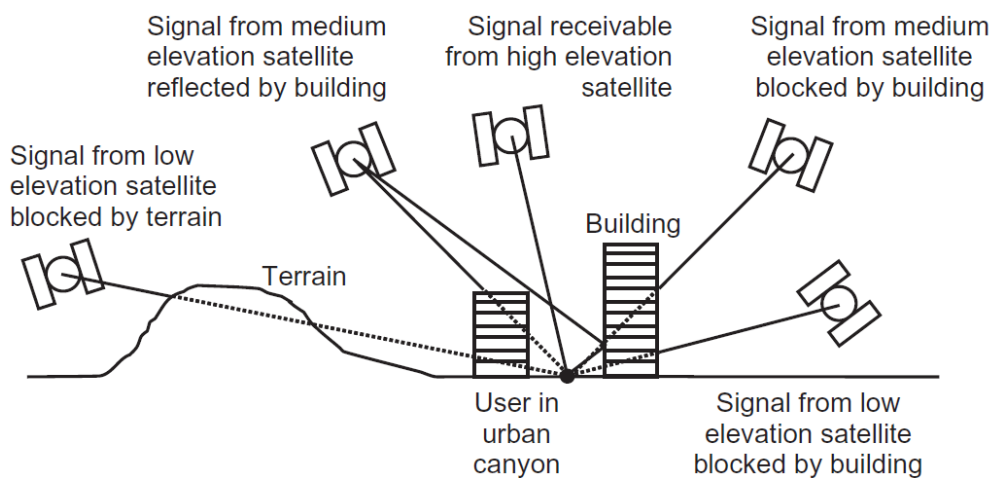 Signal from medium
elevation satellite
reflected by building
Signal receivable
from high elevation
satellite
Signal from medium
elevation satellite
blocked by building
Signal from low
elevation satellite
blocked by terrain
Terrain
Building
User in
urban
canyon
Signal from low
elevation satellite
blocked by building